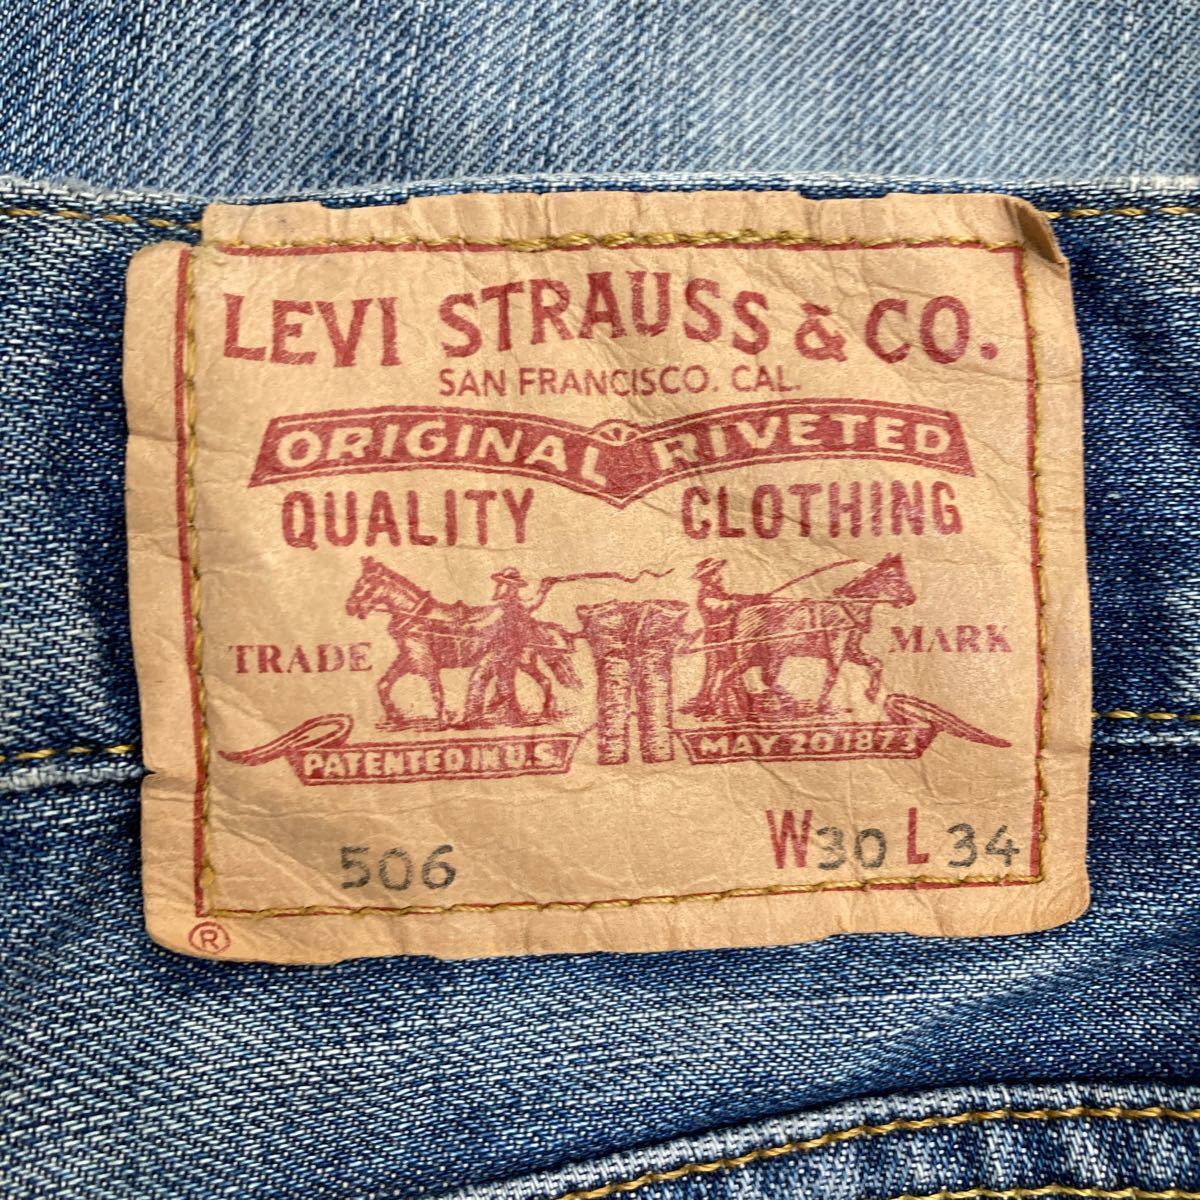 LEVI STRAUSS & CO.
SAN FRANCISCO. CAL.
ORIGINAL RIVETED
QUALITY CLOTHING
TRADE MARK
PATENTED IN U.S. MAY 20 1873
506 W30 L 34
®